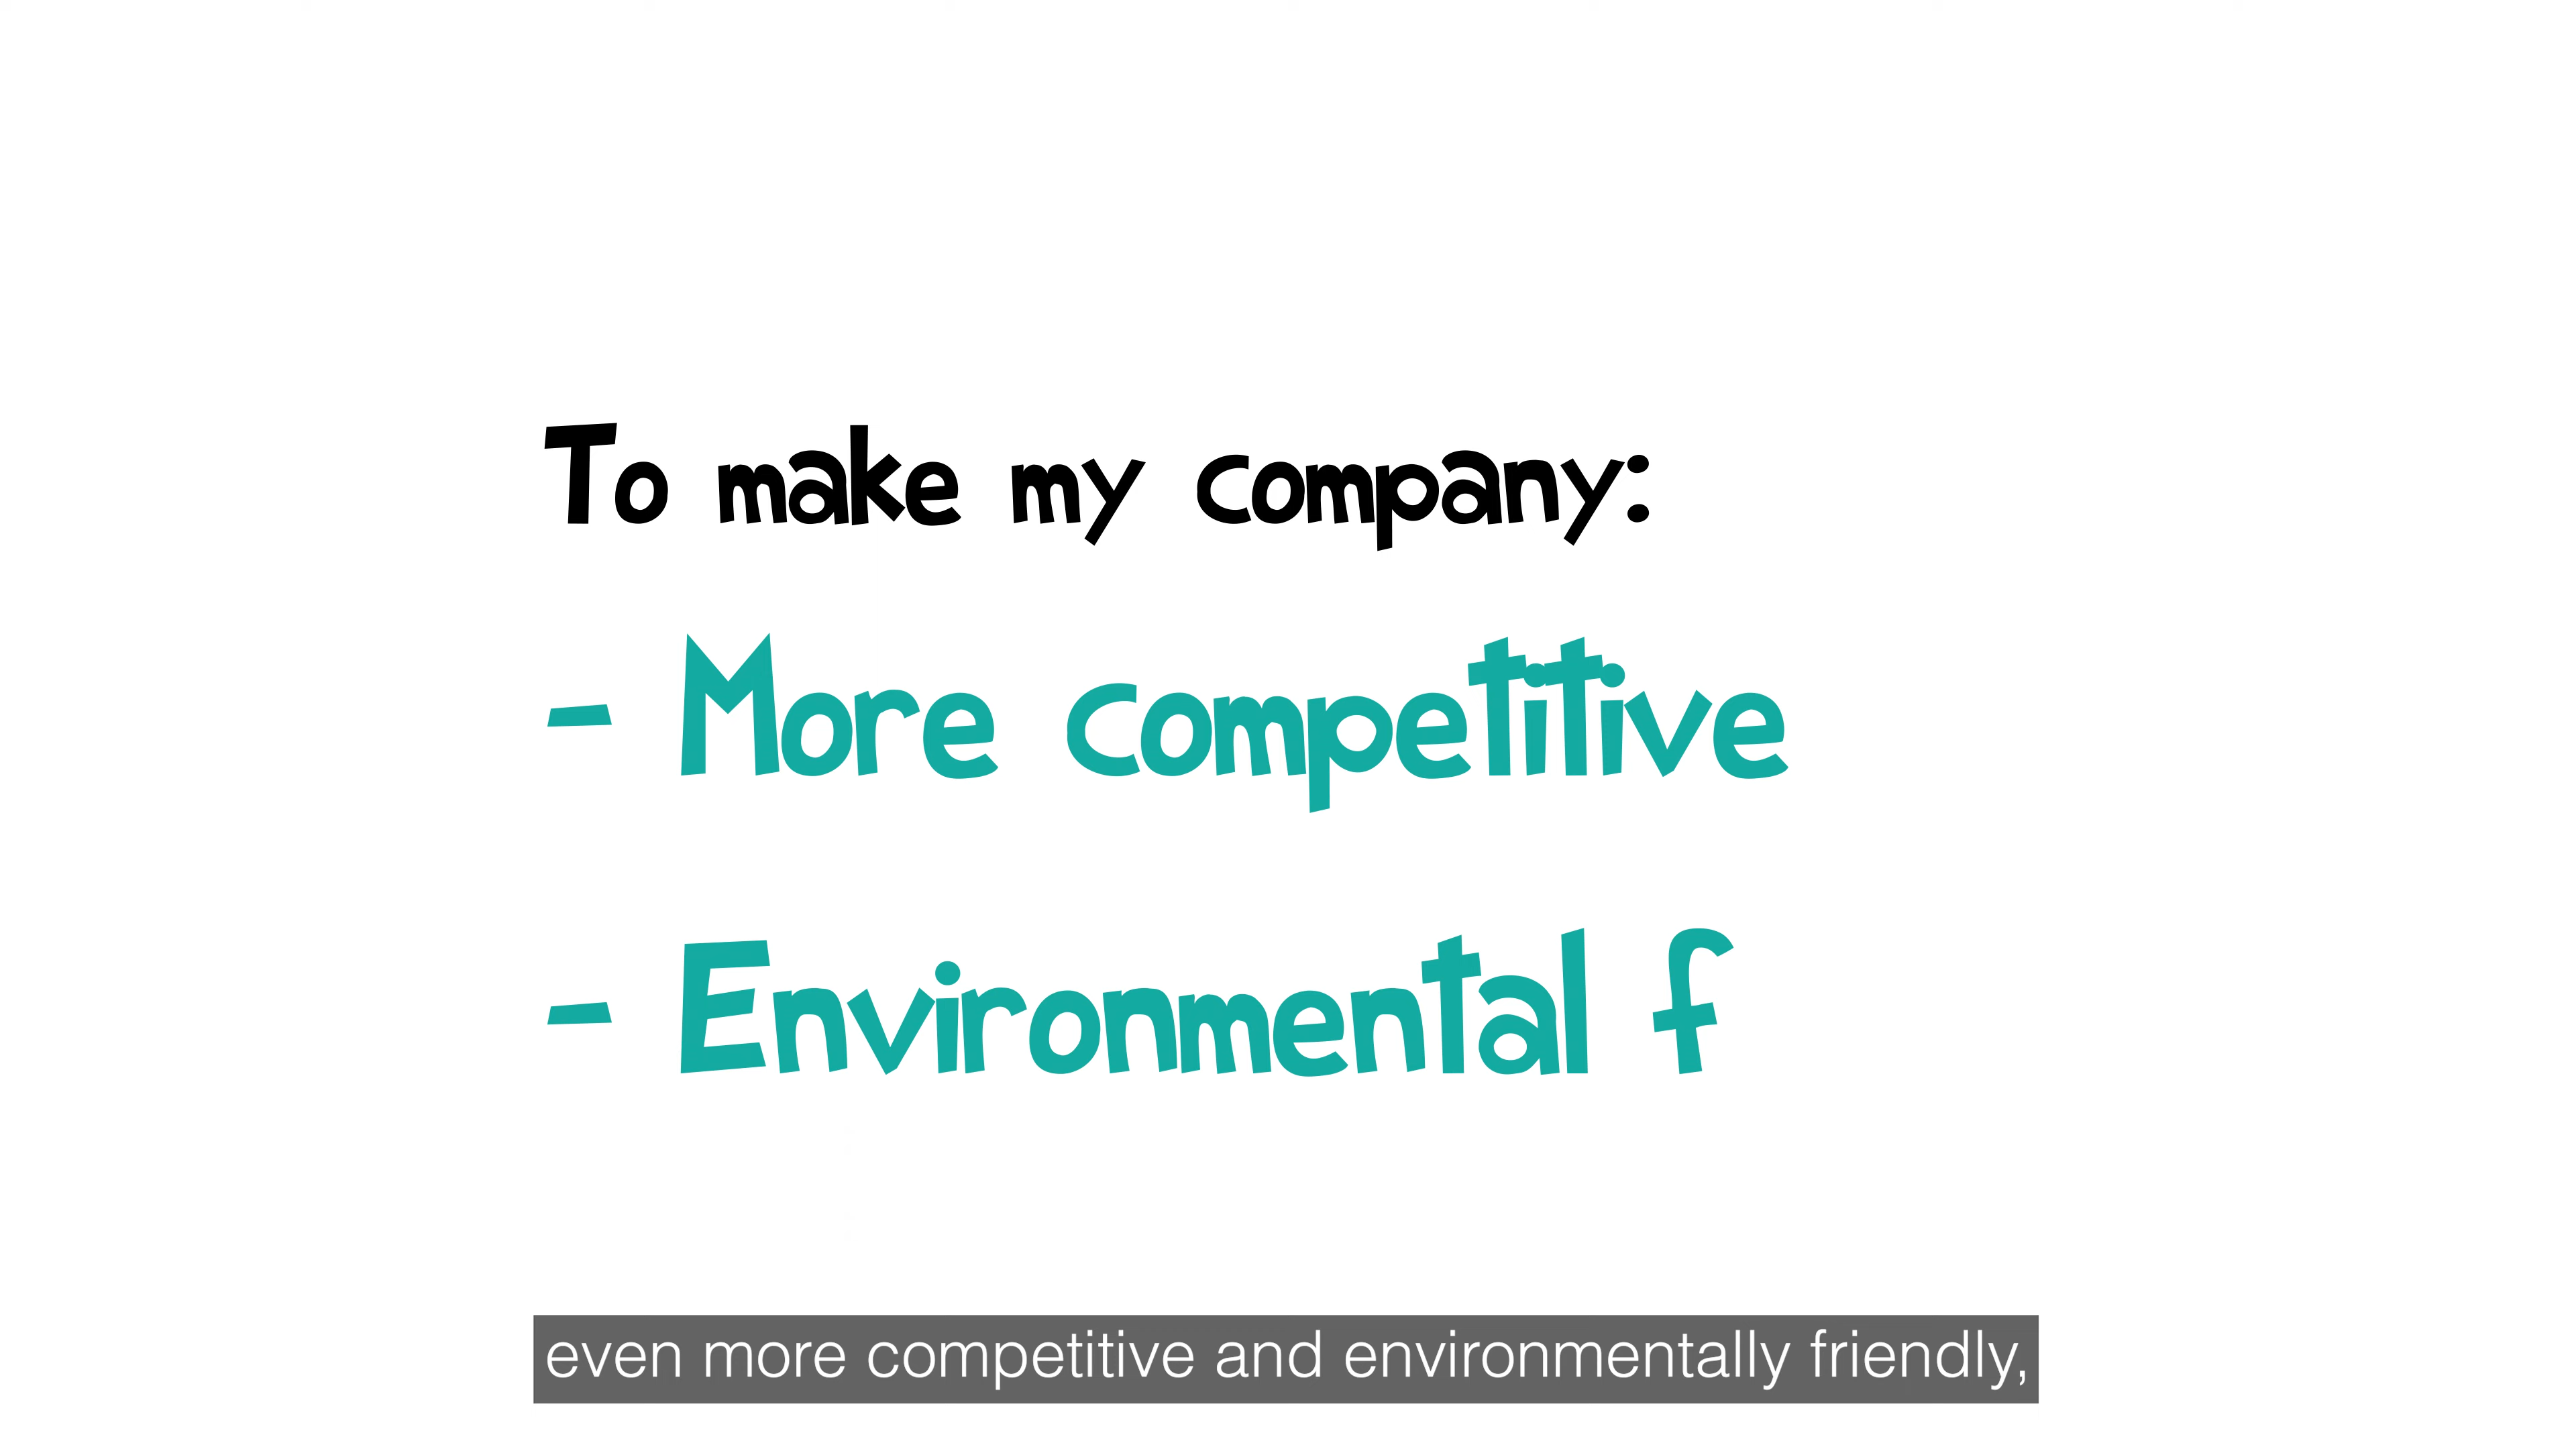 To make my company:
- More competitive
- Environmental f
even more competitive and environmentally friendly,